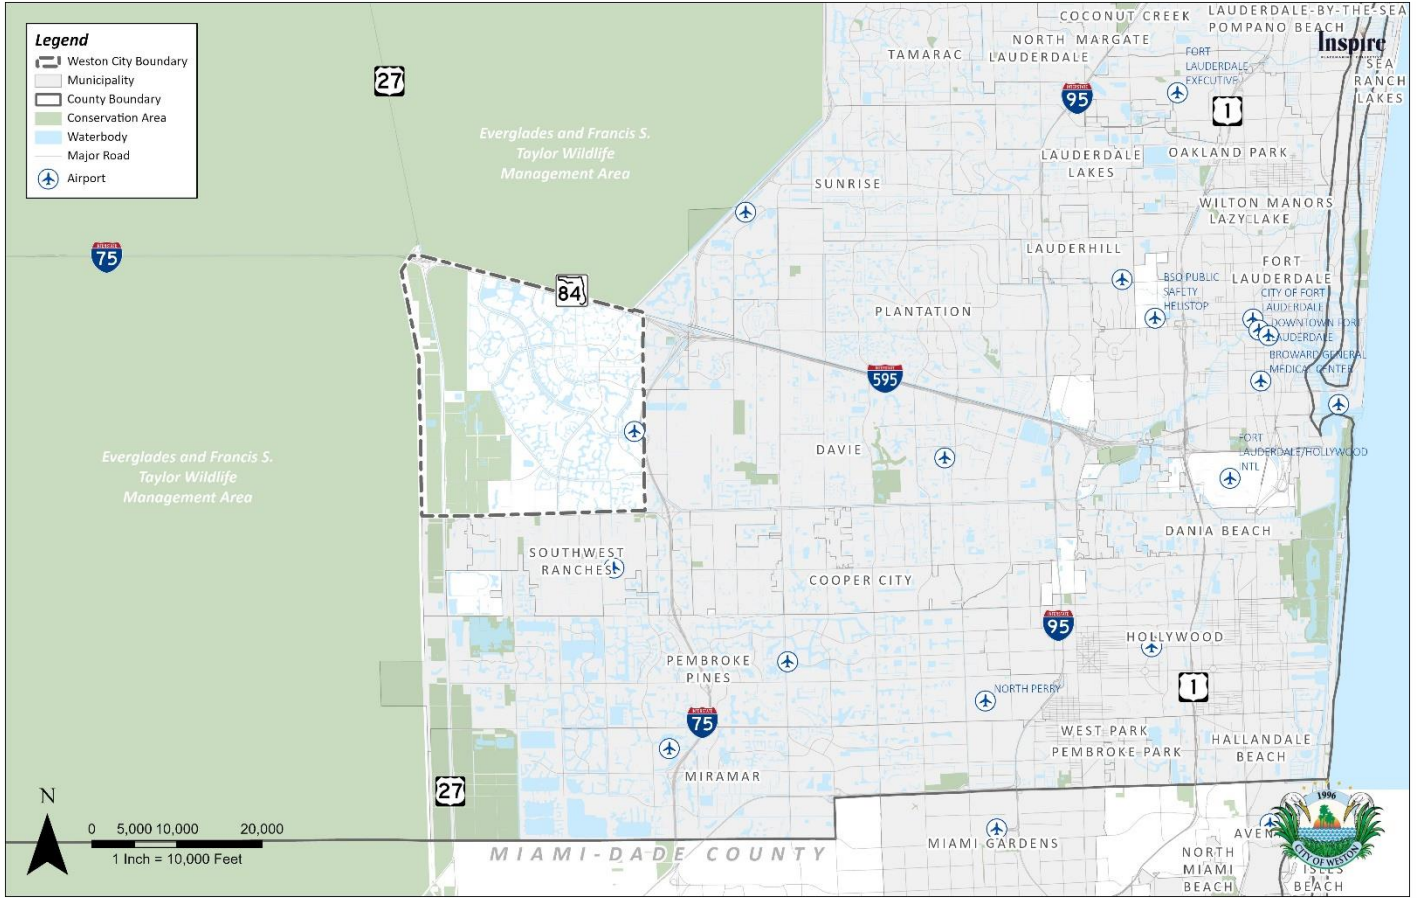 Legend
Weston City Boundary
Municipality
County Boundary
Conservation Area
Waterbody
Major Road
Airport
27
75
Everglades and Francis S.
Taylor Wildlife
Management Area
84
Everglades and Francis S.
Taylor Wildlife
Management Area
COCONUT CREEK
LAUDERDALE-BY-THE-SEA
POMPANO BEACH
NORTH
LAUDERDALE
MARGATE
TAMARAC
Inspire
SEA
RANCH
LAKES
FORT
LAUDERDALE
EXECUTIVE
95
1
LAUDERDALE
LAKES
OAKLAND PARK
SUNRISE
WILTON MANORS
LAZY LAKE
LAUDERHILL
FORT
LAUDERDALE
BSO PUBLIC
SAFETY
HELISTOP
CITY OF FORT
LAUDERDALE
DOWNTOWN FORT
LAUDERDALE
BROWARD GENERAL
MEDICAL CENTER
PLANTATION
595
DAVIE
FORT
LAUDERDALE/HOLLYWOOD
INTL
DANIA BEACH
SOUTHWEST
RANCHES
COOPER CITY
95
HOLLYWOOD
PEMBROKE
PINES
NORTH PERRY
1
75
WEST PARK
PEMBROKE PARK
HALLANDALE
BEACH
MIRAMAR
27
N
0 5,000 10,000 20,000
1 Inch = 10,000 Feet
MIAMI-DADE COUNTY
MIAMI GARDENS
1996
CITY OF WESTON
NORTH
MIAMI
BEACH
ISLES
BEACH